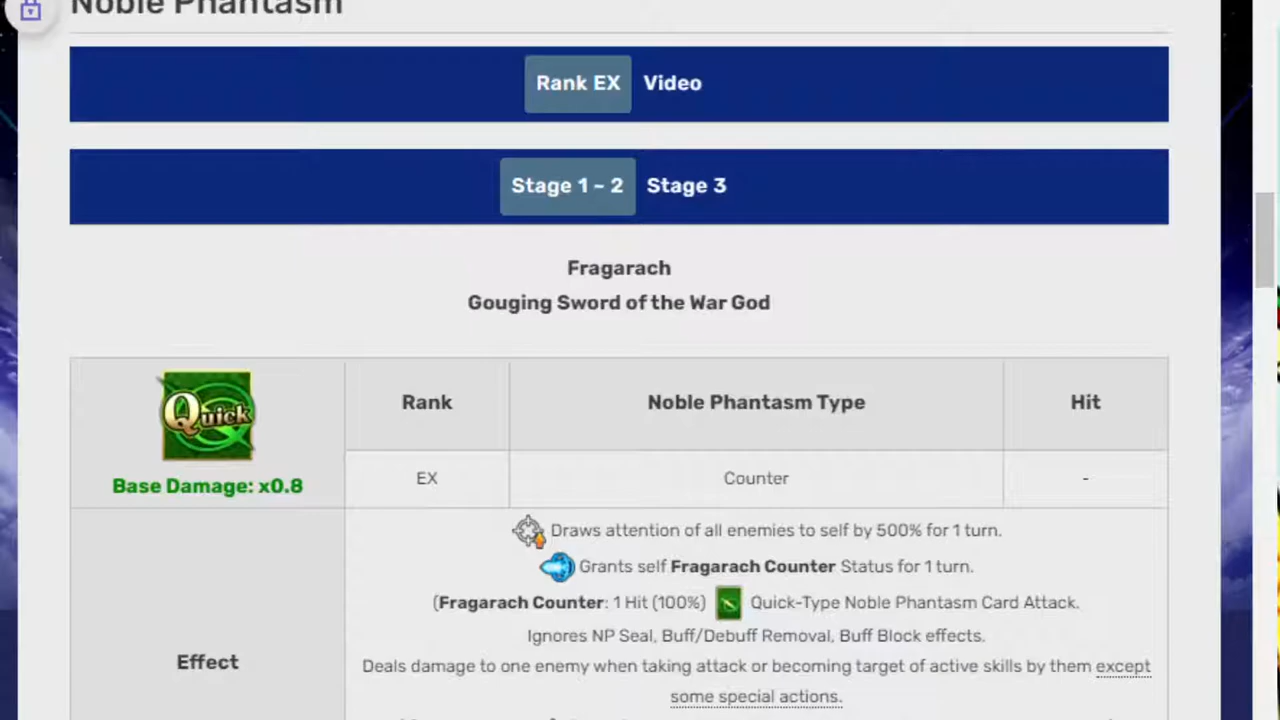 Noble Phantasm
Rank EX Video
Stage 1 ~ 2 Stage 3
Fragarach
Gouging Sword of the War God
Quick
Base Damage: x0.8
Rank
Noble Phantasm Type
Hit
EX
Counter
-
Effect
Draws attention of all enemies to self by 500% for 1 turn.
Grants self Fragarach Counter Status for 1 turn.
(Fragarach Counter: 1 Hit (100%) Quick-Type Noble Phantasm Card Attack.
Ignores NP Seal, Buff/Debuff Removal, Buff Block effects.
Deals damage to one enemy when taking attack or becoming target of active skills by them except
some special actions.